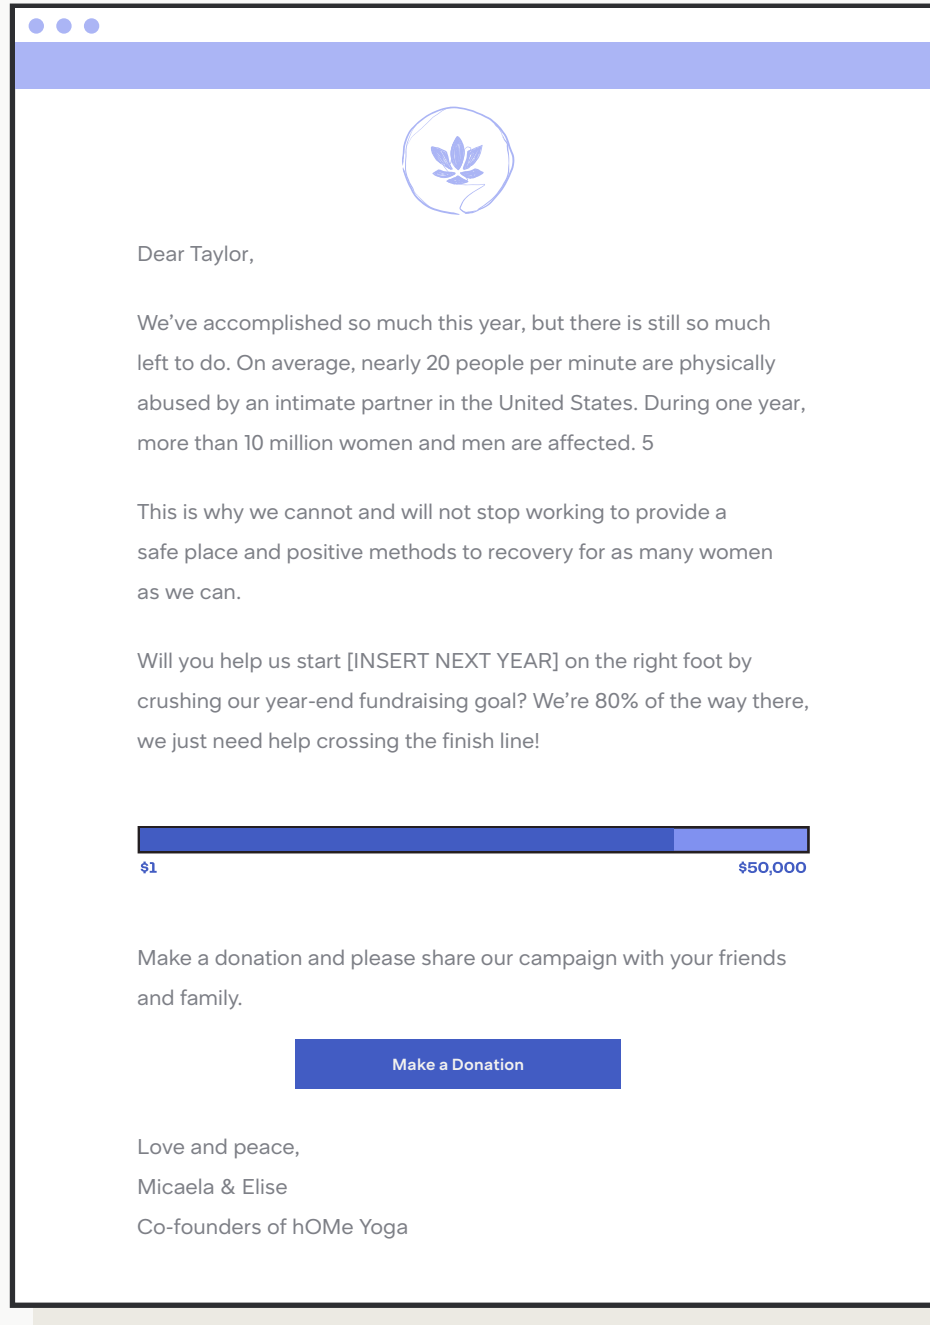 Dear Taylor,
We’ve accomplished so much this year, but there is still so much
left to do. On average, nearly 20 people per minute are physically
abused by an intimate partner in the United States. During one year,
more than 10 million women and men are affected. 5
This is why we cannot and will not stop working to provide a
safe place and positive methods to recovery for as many women
as we can.
Will you help us start [INSERT NEXT YEAR] on the right foot by
crushing our year-end fundraising goal? We’re 80% of the way there,
we just need help crossing the finish line!
$1 $50,000
Make a donation and please share our campaign with your friends
and family.
Make a Donation
Love and peace,
Micaela & Elise
Co-founders of hOMe Yoga